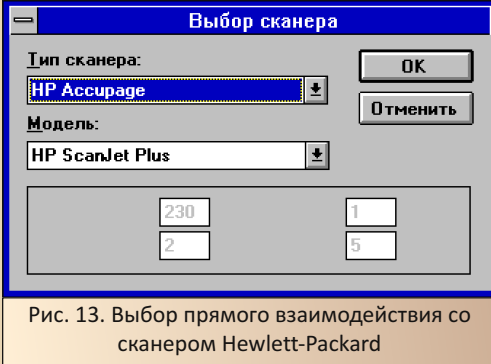 Выбор сканера
Тип сканера:
HP Accupage
OK
Отменить
Модель:
HP ScanJet Plus
230
1
2
5
Рис. 13. Выбор прямого взаимодействия со
сканером Hewlett-Packard